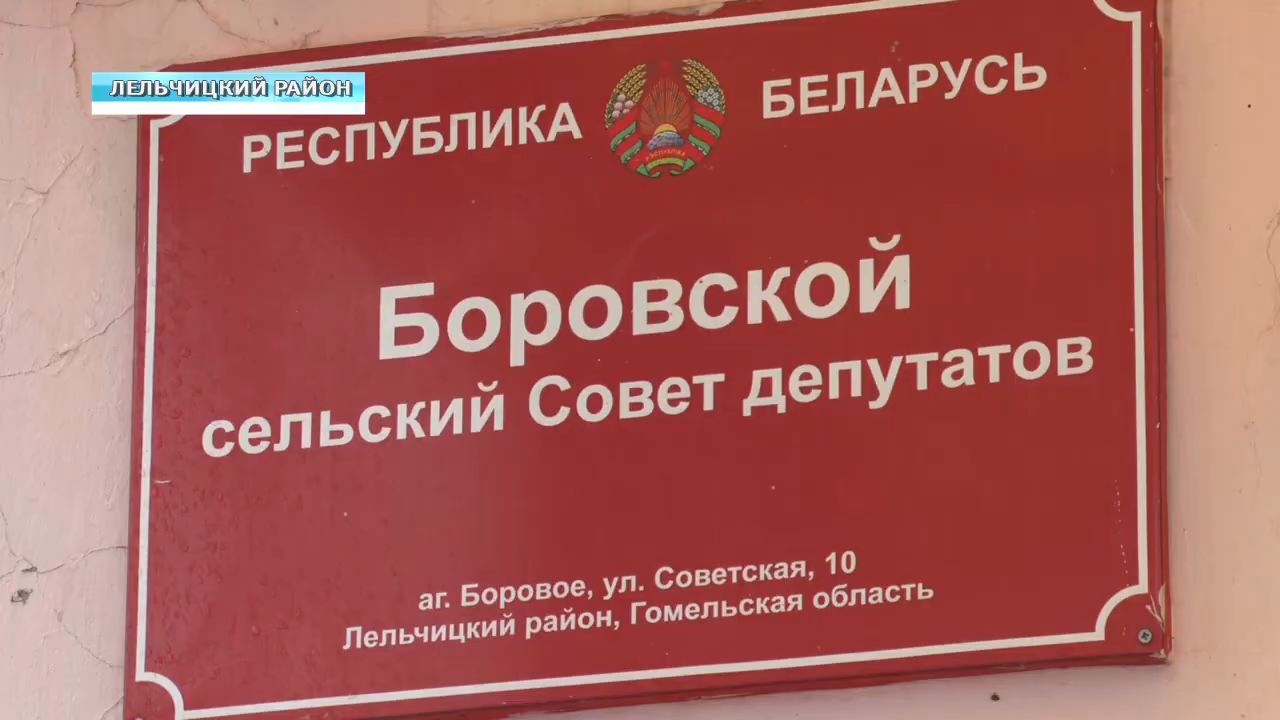 ЛЕЛЬЧИЦКИЙ РАЙОН
РЕСПУБЛИКА БЕЛАРУСЬ
Боровской
сельский Совет депутатов
аг. Боровое, ул. Советская, 10
Лельчицкий район, Гомельская область